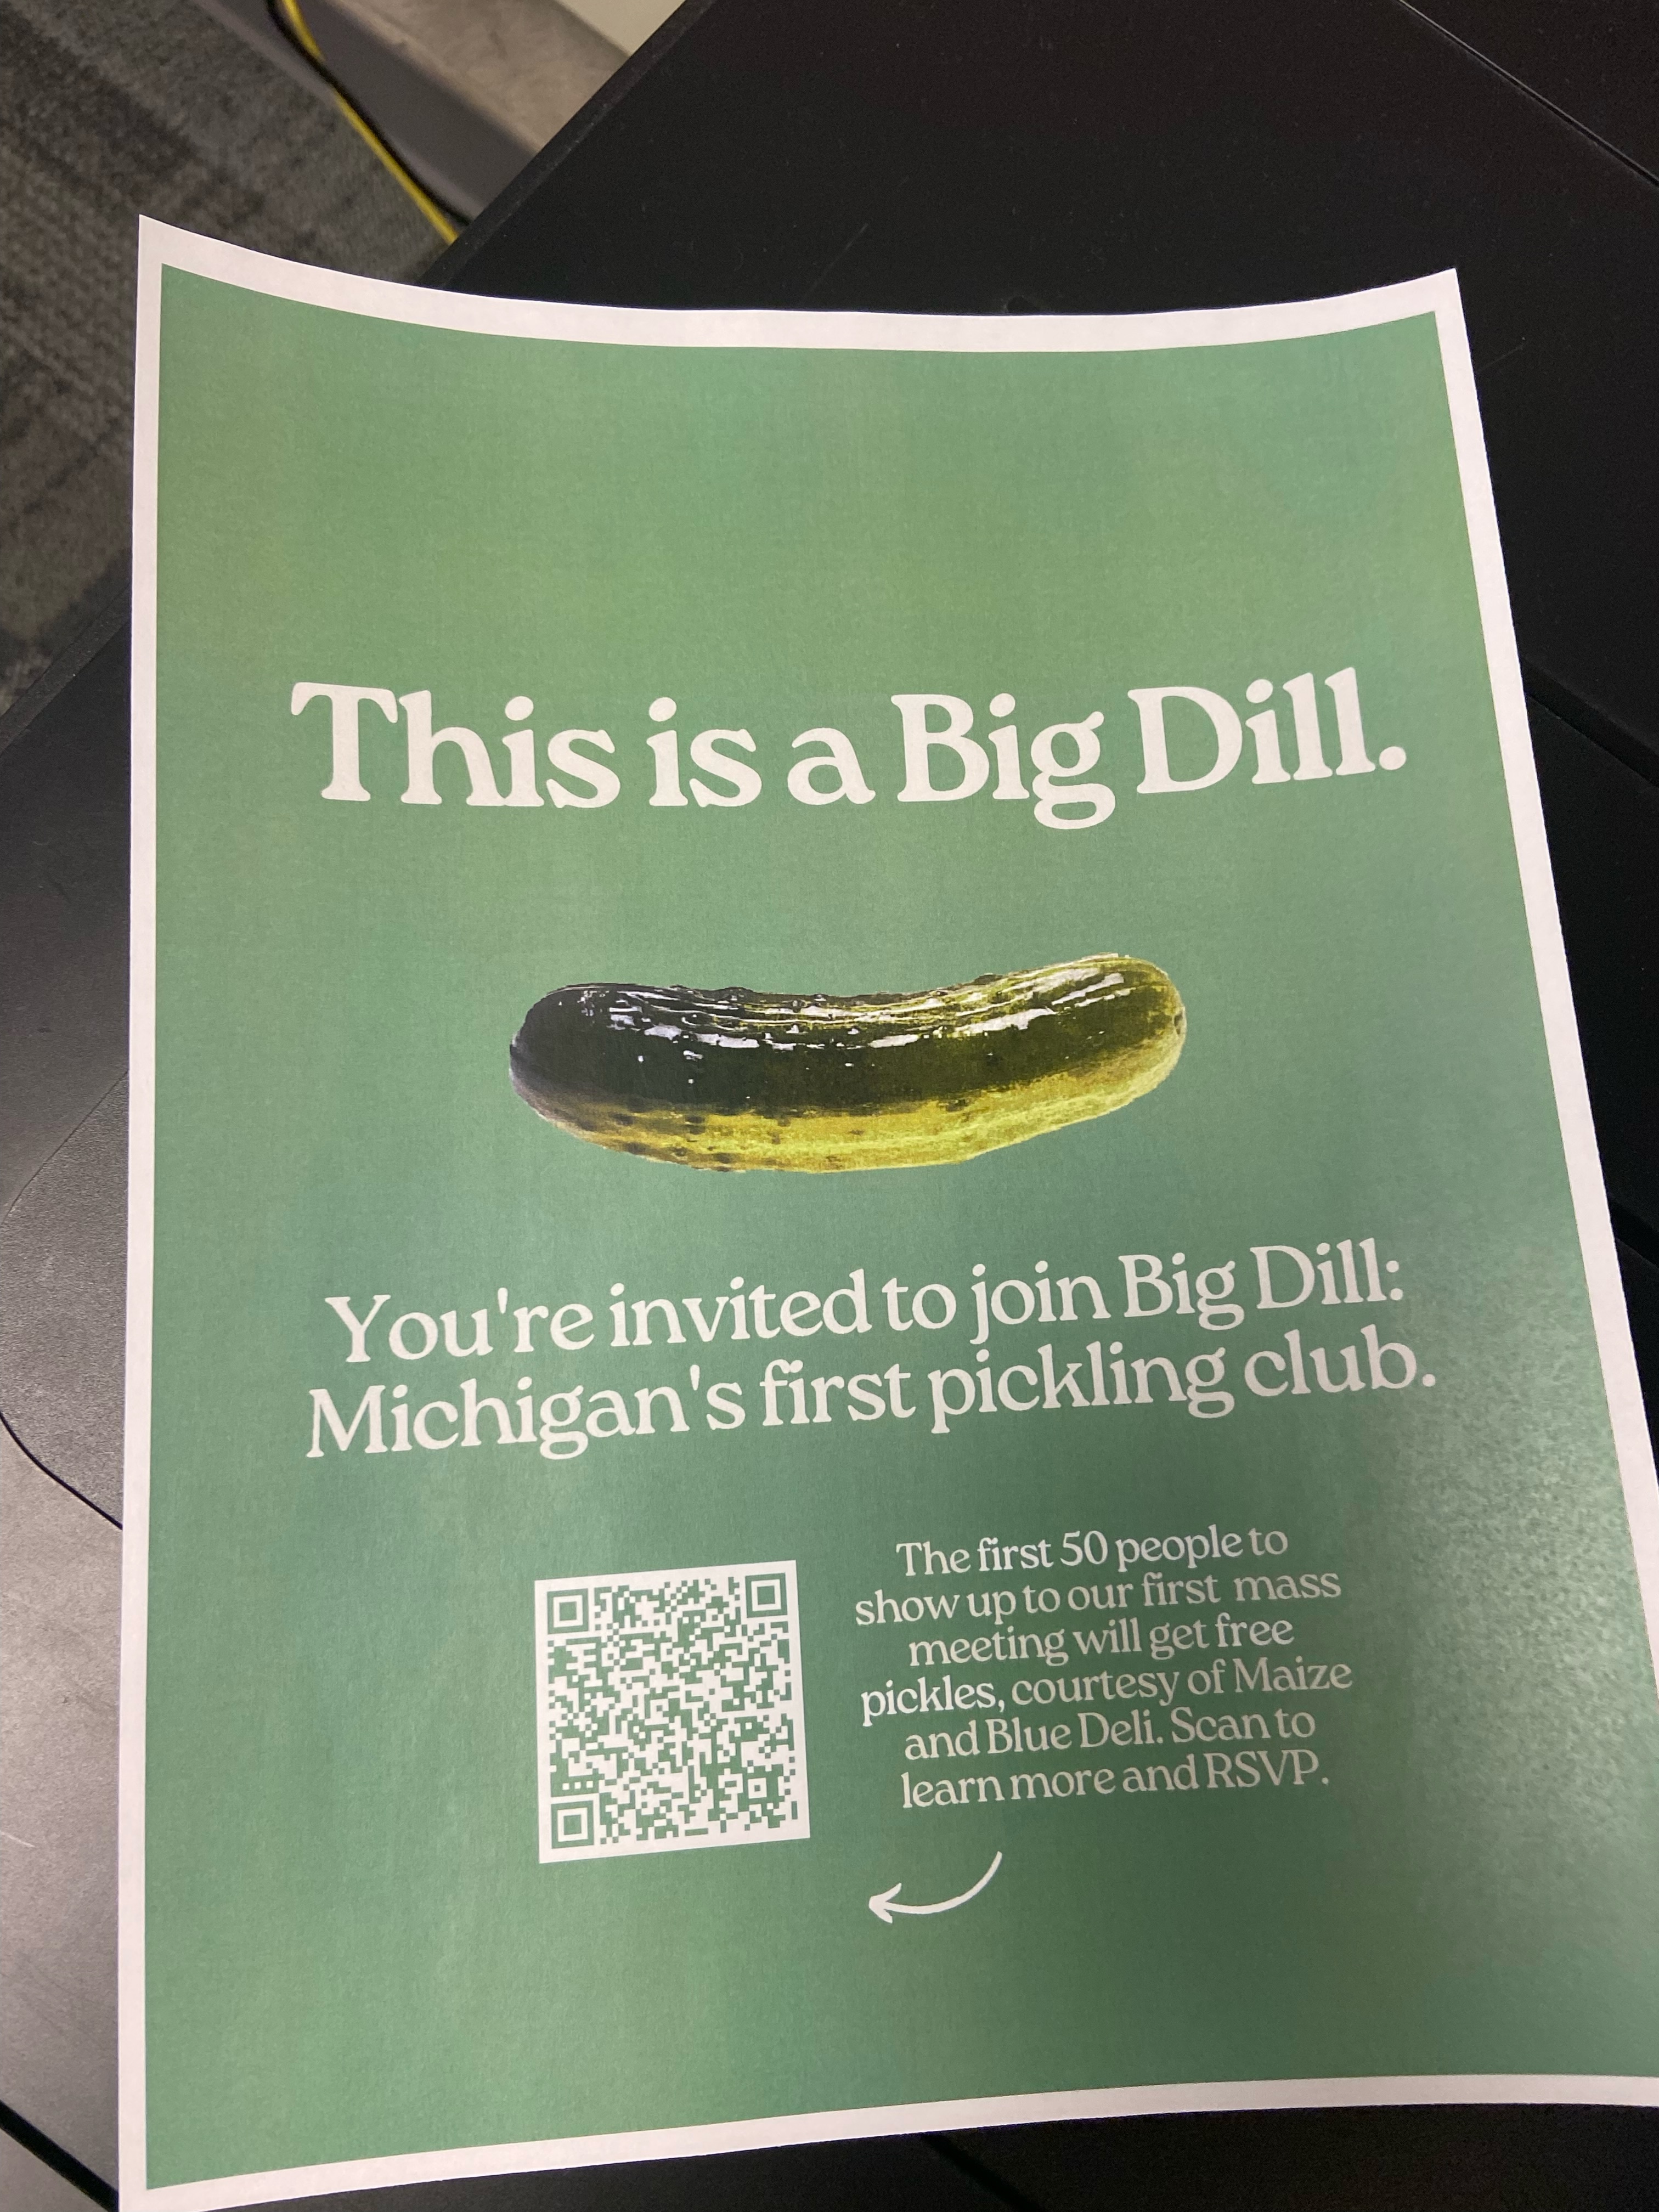 This is a Big Dill.
You're invited to join Big Dill:
Michigan's first pickling club.
The first 50 people to
show up to our first mass
meeting will get free
pickles, courtesy of Maize
and Blue Deli. Scan to
learn more and RSVP.